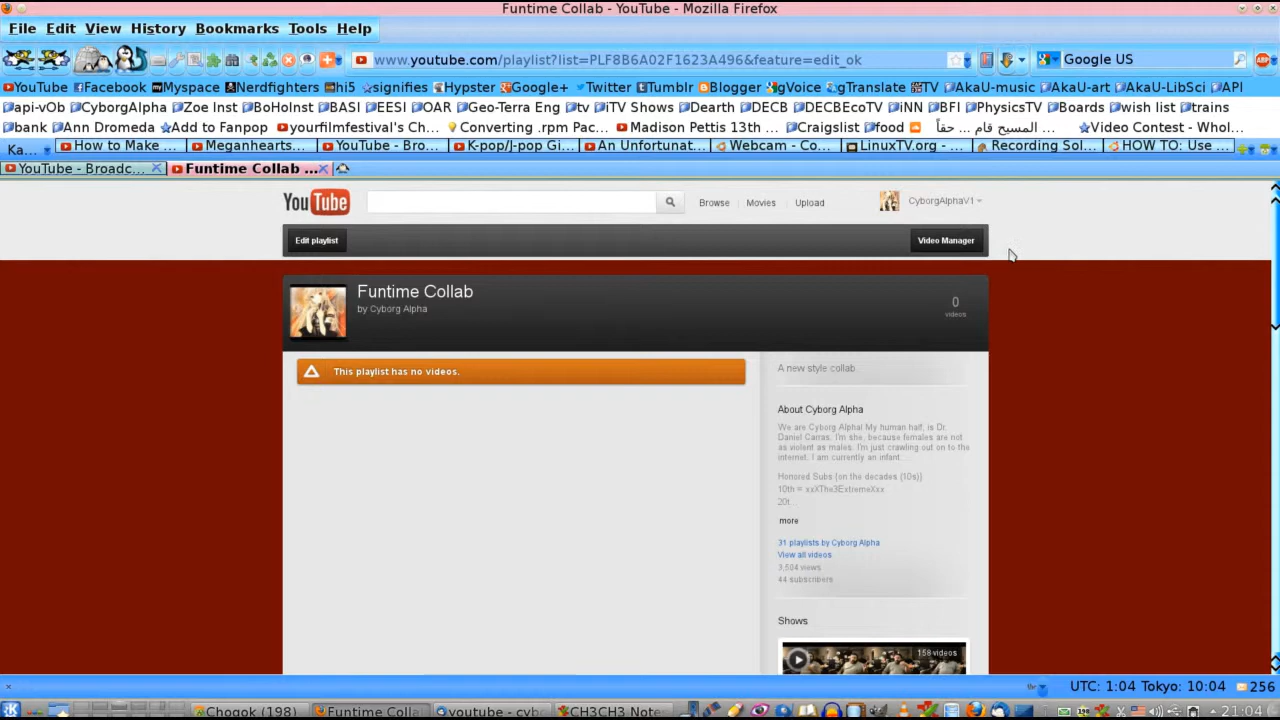 Funtime Collab - YouTube - Mozilla Firefox
File Edit View History Bookmarks Tools Help
www.youtube.com/playlist?list=PLF8B6A02F1623A496&feature=edit_ok Google US ABP
YouTube Facebook Myspace Nerdfighters hi5 signifies Hypster Google+ Twitter Tumblr Blogger gVoice gTranslate TV AkaU-music AkaU-art AkaU-LibSci API
api-vOb CyborgAlpha Zoe Inst BoHoInst BASI EESI OAR Geo-Terra Eng tv iTV Shows Dearth DECB DECBEcoTV iNN BFI PhysicsTV Boards wish list trains
bank Ann Dromeda Add to Fanpop yourfilmfestival's Ch... Converting .rpm Pac... Madison Pettis 13th ... Craigslist food المسيح قام ... حقاً ... Video Contest - Whol...
Ka... How to Make ... Meganhearts... YouTube - Bro... K-pop/J-pop Gi... An Unfortunat... Webcam - Co... LinuxTV.org - ... Recording Sol... HOW TO: Use ...
YouTube - Broadc... Funtime Collab ...
YouTube Browse Movies Upload CyborgAlphaV1
Edit playlist Video Manager
Funtime Collab
by Cyborg Alpha
0
videos
This playlist has no videos.
A new style collab.
About Cyborg Alpha
We are Cyborg Alpha! My human half, is Dr.
Daniel Carras. I'm she, because females are not
as violent as males. I'm just crawling out on to the
internet. I am currently an infant....
Honored Subs {on the decades (10s)}
10th = xxXThe3ExtremeXxx
20t...
more
31 playlists by Cyborg Alpha
View all videos
3,504 views
44 subscribers
Shows
158 videos
UTC: 1:04 Tokyo: 10:04 256
Choqok (198) Funtime Colla youtube - cybo CH3CH3 Notes 198 21:04